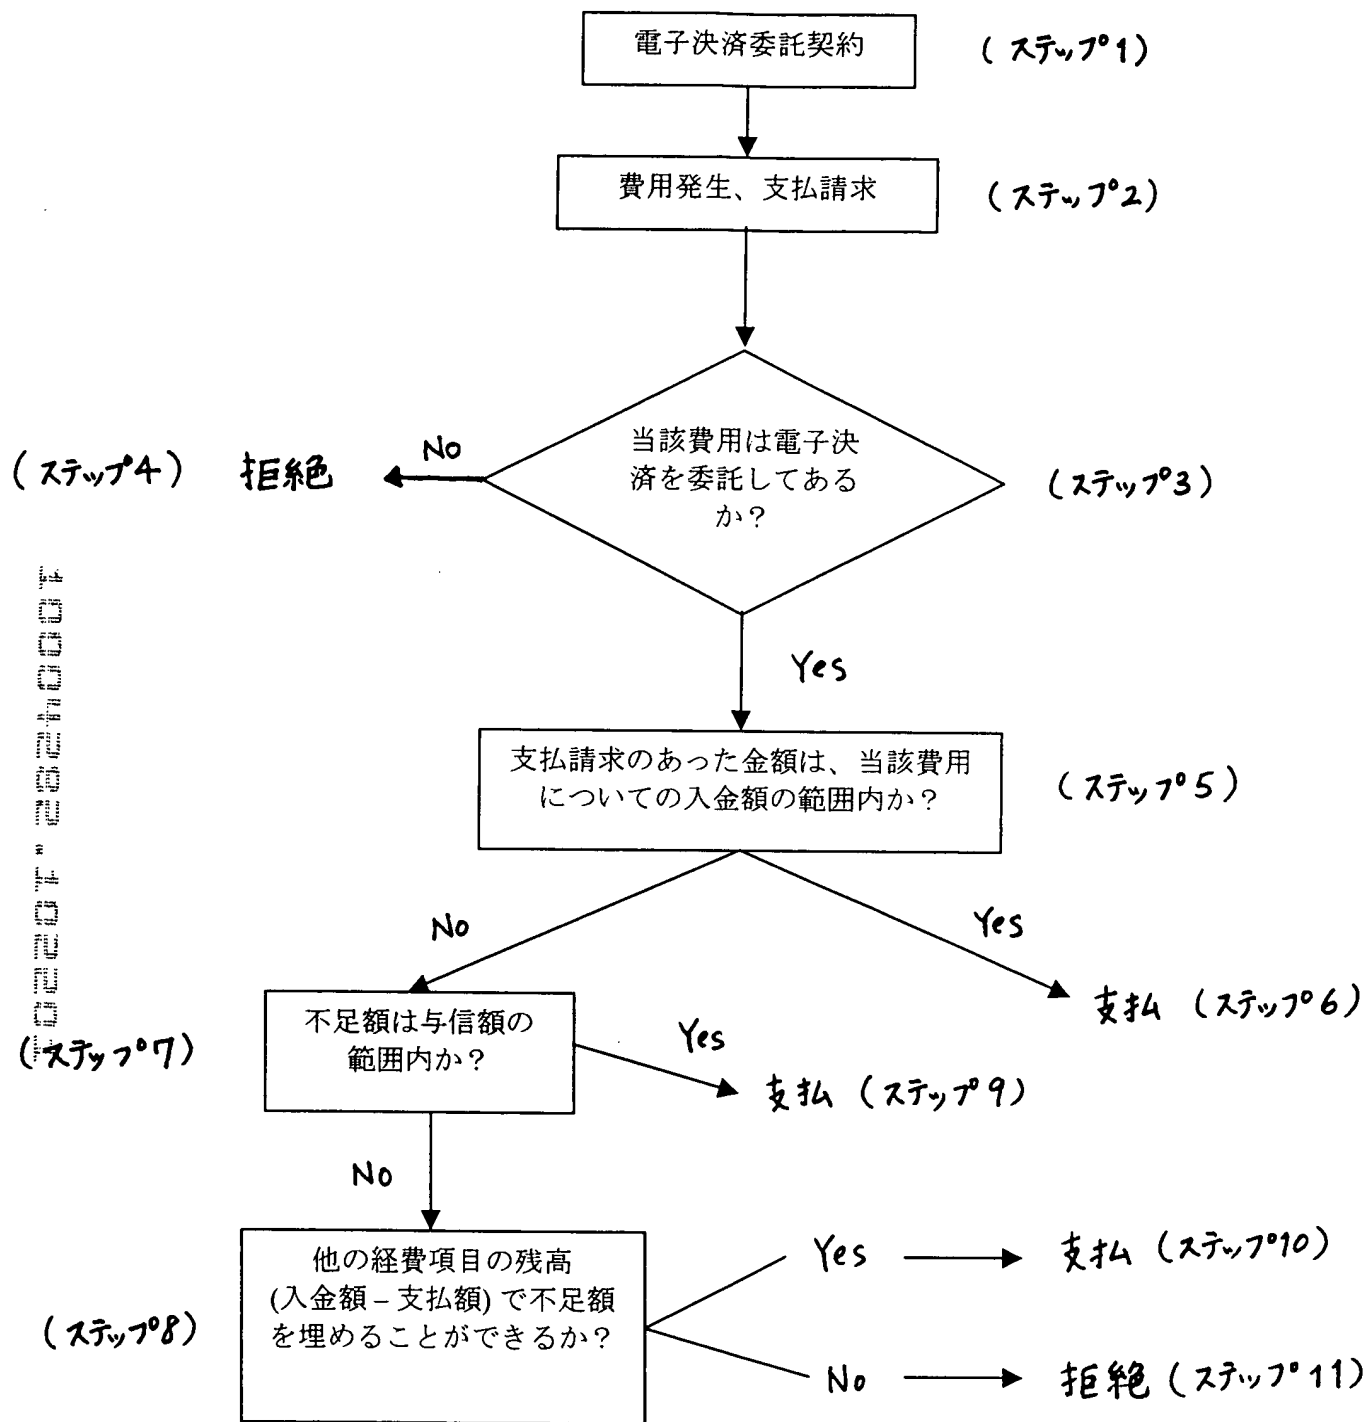 電子決済委託契約
(ステップ1)
費用発生、支払請求
(ステップ2)
当該費用は電子決
済を委託してある
か？
(ステップ3)
No
拒絶
(ステップ4)
Yes
支払請求のあった金額は、当該費用
についての入金額の範囲内か？
(ステップ5)
No
Yes
支払 (ステップ6)
不足額は与信額の
範囲内か？
(ステップ7)
Yes
支払 (ステップ9)
No
他の経費項目の残高
(入金額 – 支払額) で不足額
を埋めることができるか？
(ステップ8)
Yes
支払 (ステップ10)
No
拒絶 (ステップ11)